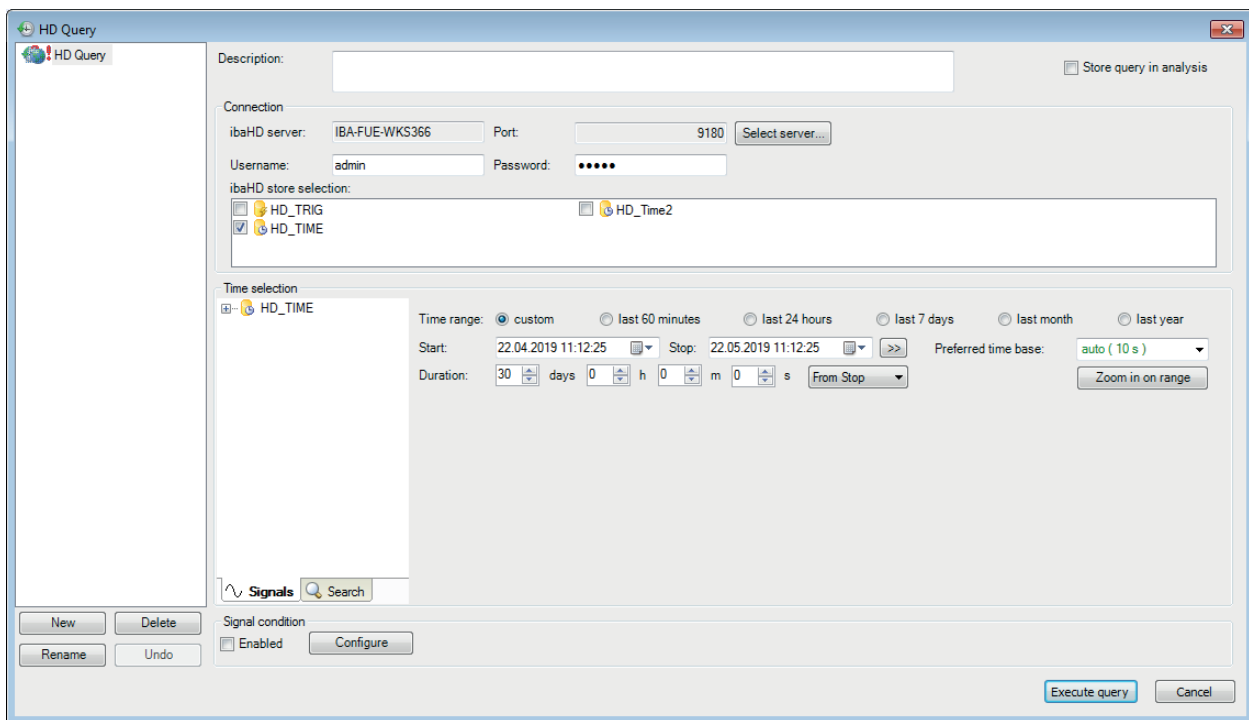 HD Query
HD Query
Description:
Store query in analysis
Connection
ibaHD server: IBA-FUE-WKS366 Port: 9180 Select server...
Username: admin Password: •••••
ibaHD store selection:
HD_TRIG HD_Time2
HD_TIME
Time selection
HD_TIME
Time range: custom last 60 minutes last 24 hours last 7 days last month last year
Start: 22.04.2019 11:12:25 Stop: 22.05.2019 11:12:25 >> Preferred time base: auto ( 10 s )
Duration: 30 days 0 h 0 m 0 s From Stop Zoom in on range
Signals Search
New Delete
Rename Undo
Signal condition
Enabled Configure
Execute query Cancel